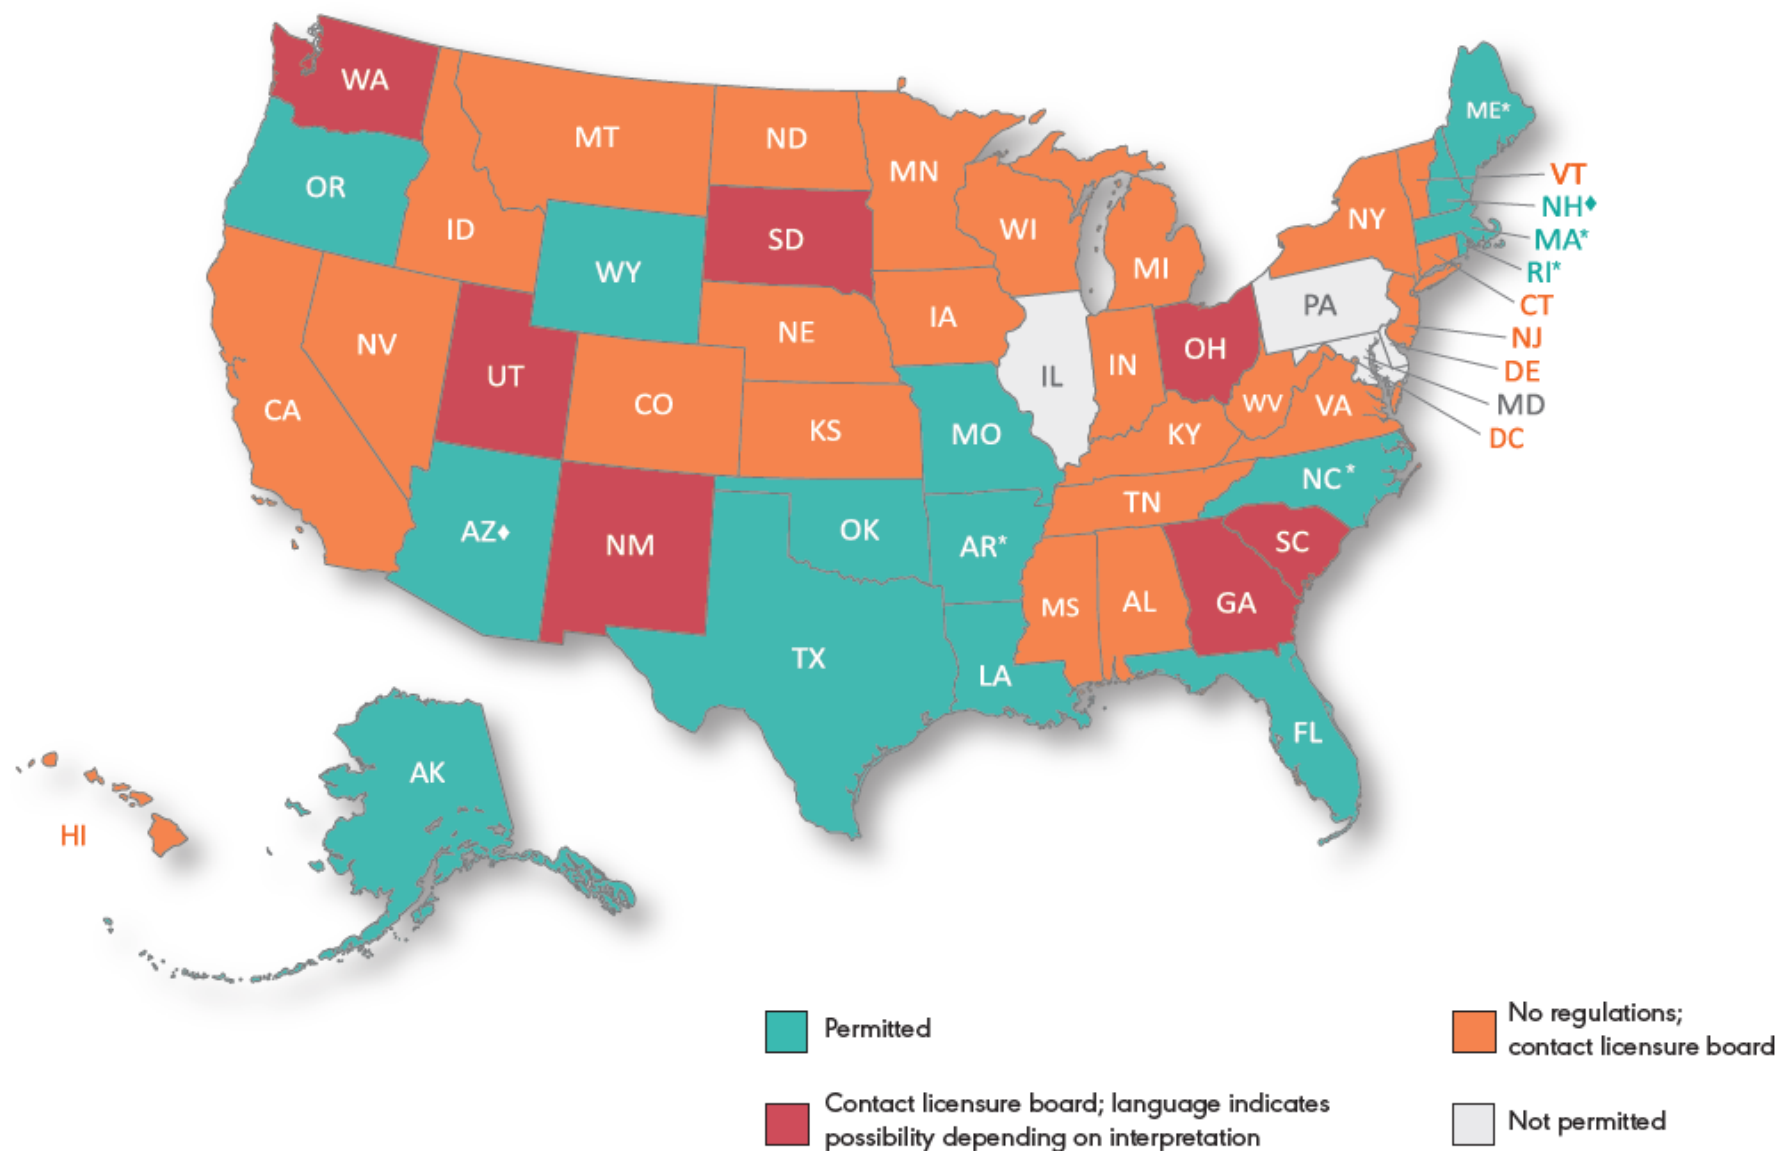 WA
MT
ND
MN
ME*
OR
ID
WY
SD
WI
MI
NY
VT
NH♦
MA*
RI*
CT
NJ
DE
MD
DC
PA
NV
UT
CO
NE
IA
IL
IN
OH
WV
VA
CA
KS
MO
KY
AZ♦
NM
OK
AR*
TN
NC*
SC
TX
LA
MS
AL
GA
FL
AK
HI
Permitted
No regulations;
contact licensure board
Contact licensure board; language indicates
possibility depending on interpretation
Not permitted